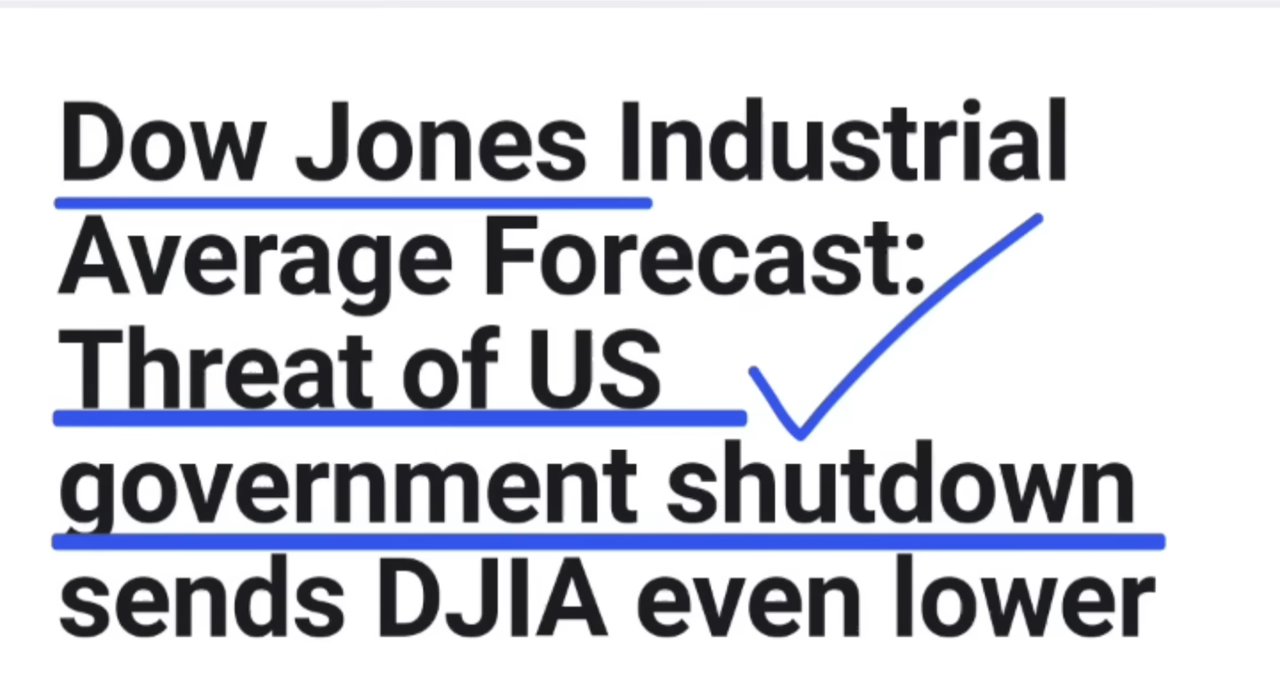 Dow Jones Industrial
Average Forecast:
Threat of US
government shutdown
sends DJIA even lower